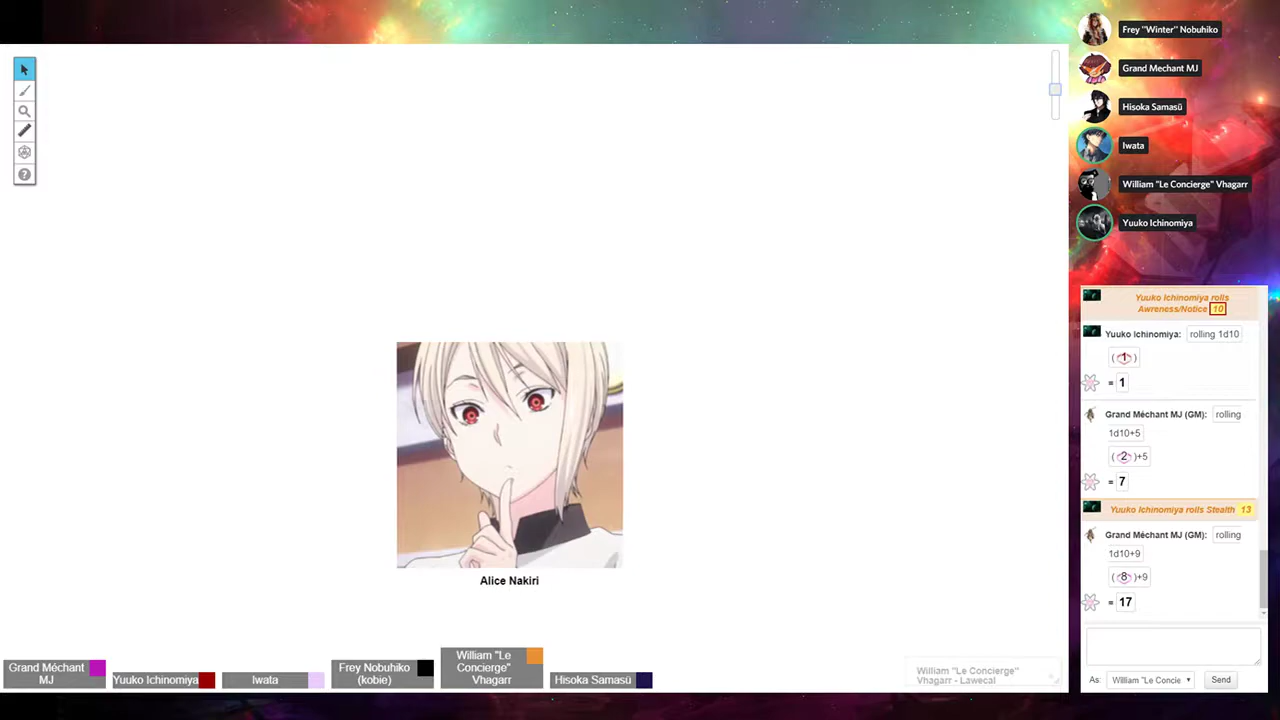 Frey "Winter" Nobuhiko
Grand Mechant MJ
Hisoka Samasü
Iwata
William "Le Concierge" Vhagarr
Yuuko Ichinomiya
Yuuko Ichinomiya rolls
Awreness/Notice 10
Yuuko Ichinomiya: rolling 1d10
(1)
= 1
Grand Méchant MJ (GM): rolling
1d10+5
(2)+5
= 7
Yuuko Ichinomiya rolls Stealth 13
Grand Méchant MJ (GM): rolling
1d10+9
(8)+9
= 17
As: William "Le Concie Send
Alice Nakiri
Grand Méchant
MJ
Yuuko Ichinomiya
Iwata
Frey Nobuhiko
(kobie)
William "Le
Concierge"
Vhagarr
Hisoka Samasü
William "Le Concierge"
Vhagarr - Lawecal